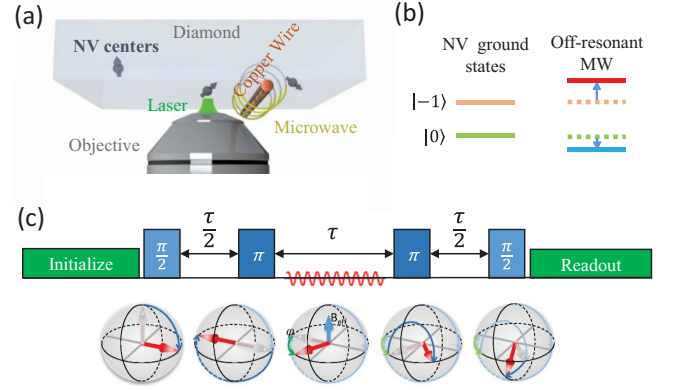 (a)
NV centers
Diamond
Copper Wire
Laser
Microwave
Objective
(b)
NV ground
states
Off-resonant
MW
|−1⟩
|0⟩
(c)
τ/2
τ
τ/2
Initialize
π/2
π
π
π/2
Readout
φ
B_eff